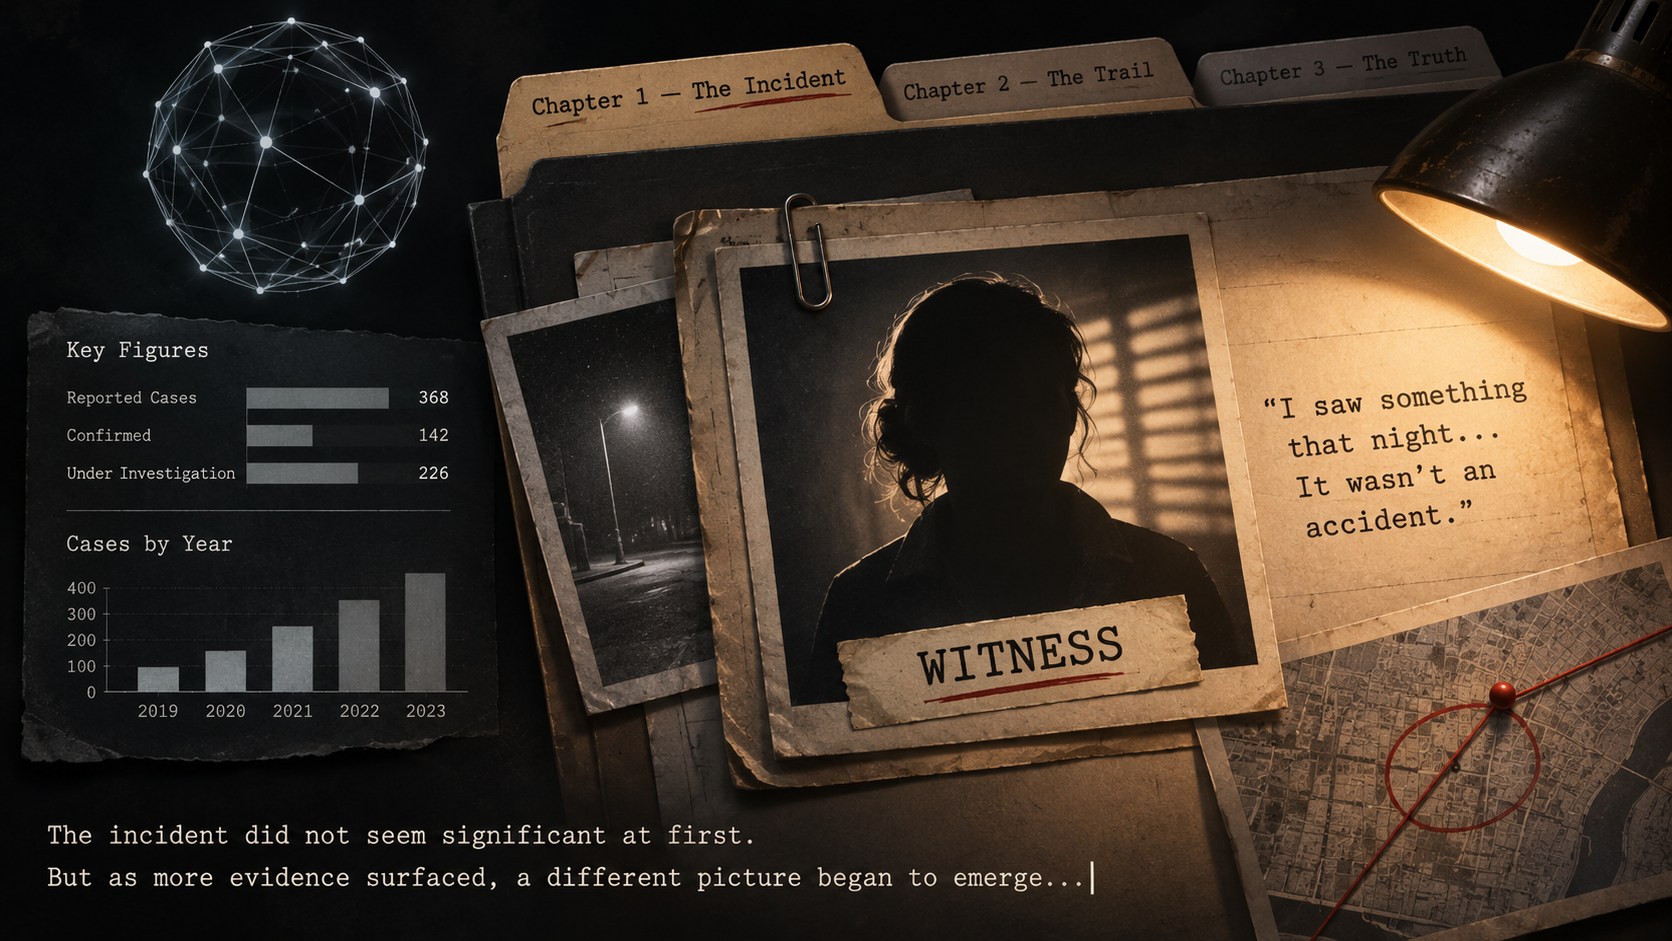 Chapter 1 — The Incident
Chapter 2 — The Trail
Chapter 3 — The Truth
Key Figures
Reported Cases 368
Confirmed 142
Under Investigation 226
Cases by Year
400
300
200
100
0
2019 2020 2021 2022 2023
WITNESS
“I saw something
that night...
It wasn’t an
accident.”
The incident did not seem significant at first.
But as more evidence surfaced, a different picture began to emerge...